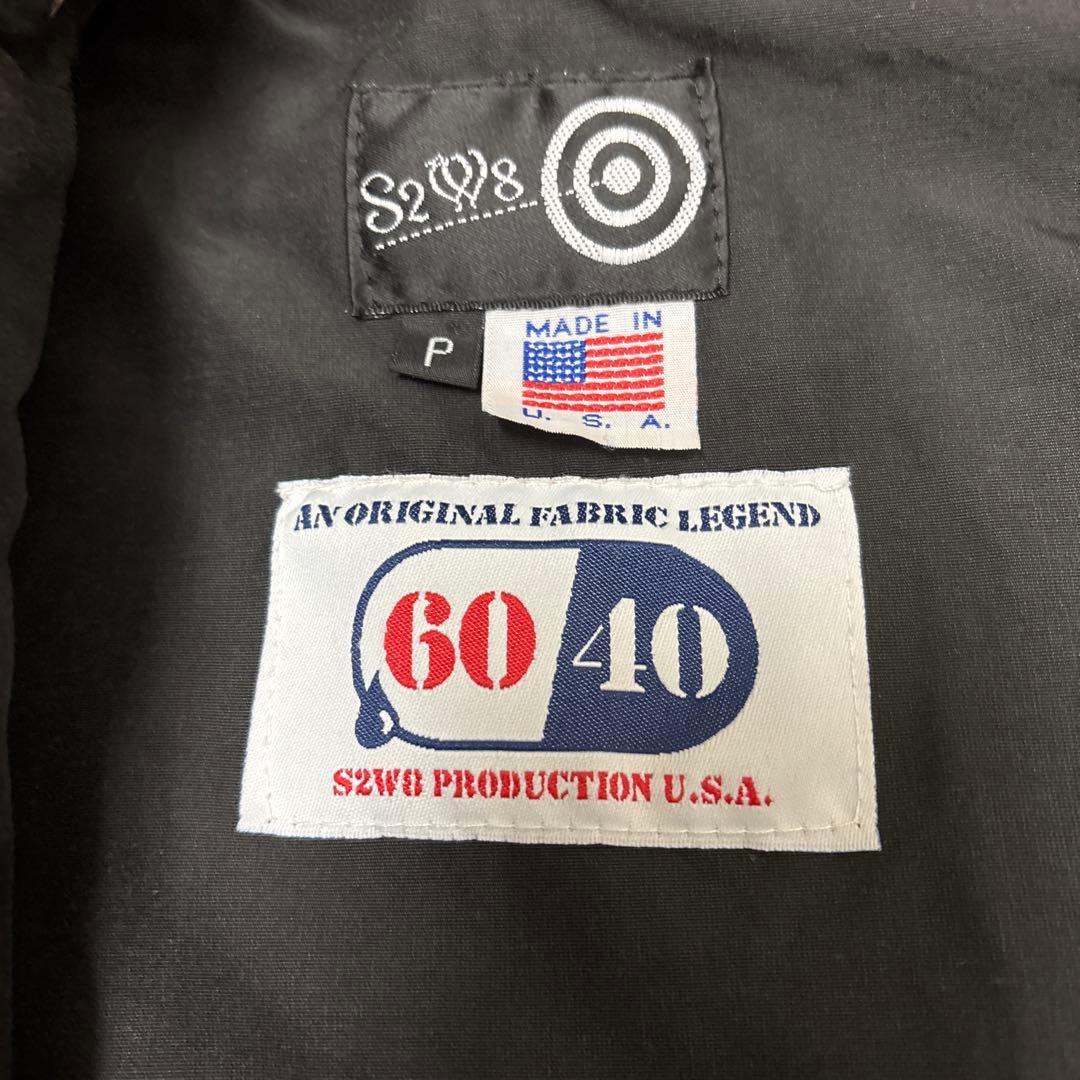 S2W8
P
MADE IN
U. S. A.
AN ORIGINAL FABRIC LEGEND
60/40
S2W8 PRODUCTION U.S.A.